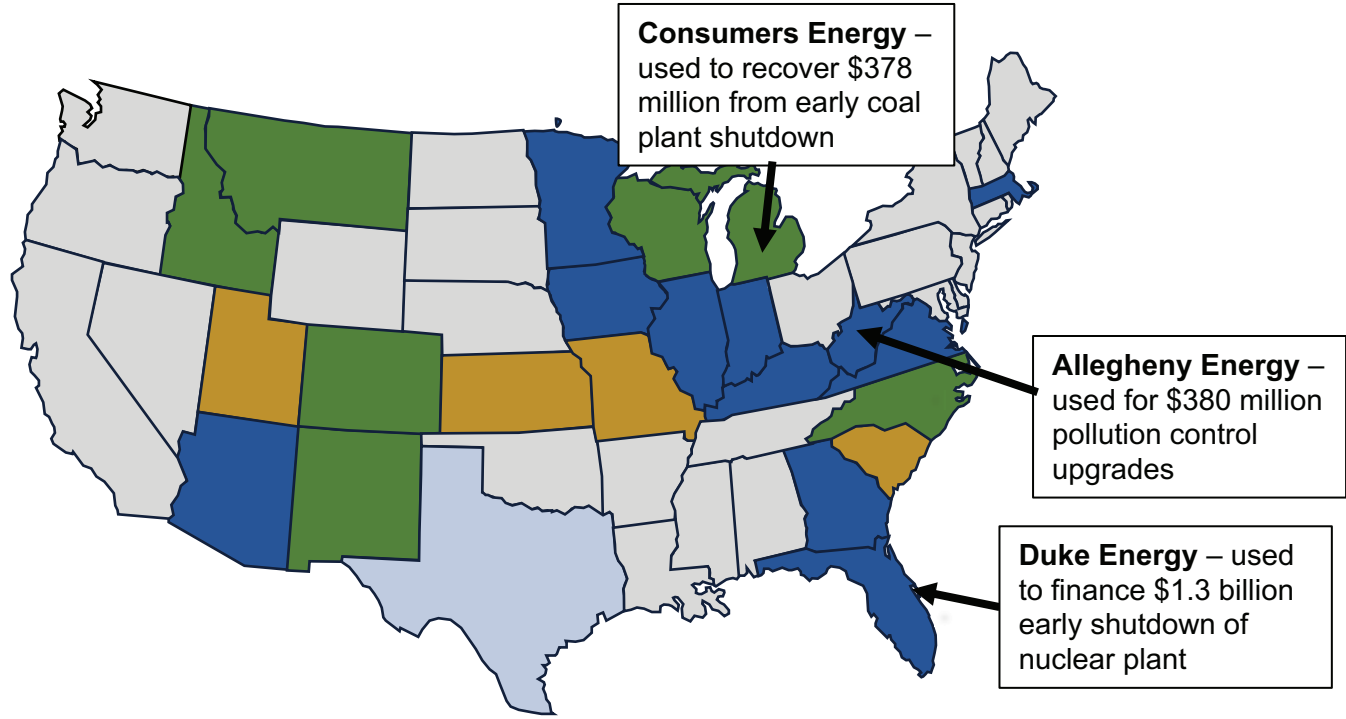 Consumers Energy –
used to recover $378
million from early coal
plant shutdown
Allegheny Energy –
used for $380 million
pollution control
upgrades
Duke Energy – used
to finance $1.3 billion
early shutdown of
nuclear plant